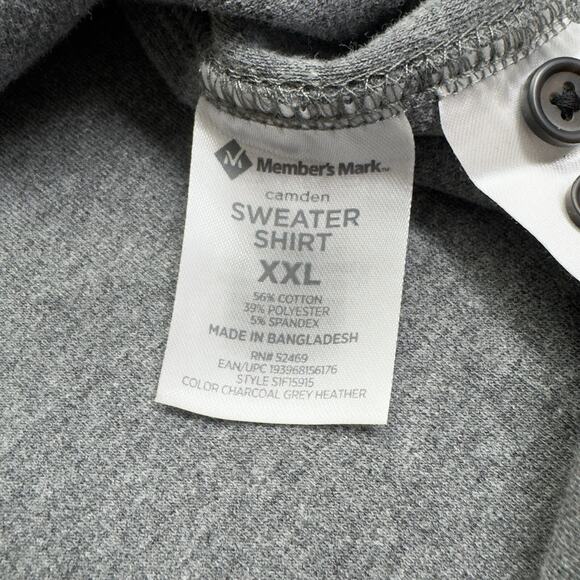 M Member's Mark™
camden
SWEATER
SHIRT
XXL
56% COTTON
39% POLYESTER
5% SPANDEX
MADE IN BANGLADESH
RN# 52469
EAN/UPC 193968156176
STYLE S1F15915
COLOR CHARCOAL GREY HEATHER